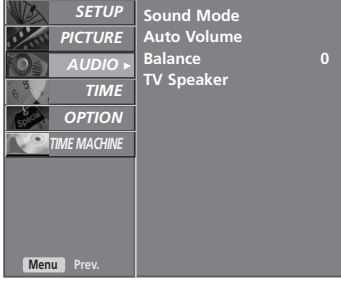 SETUP
PICTURE
AUDIO
TIME
OPTION
TIME MACHINE
Sound Mode
Auto Volume
Balance 0
TV Speaker
Menu Prev.